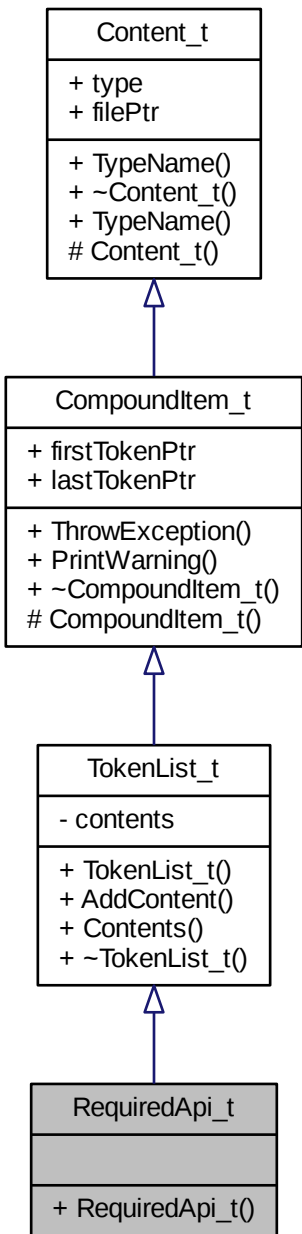 Content_t
+ type
+ filePtr
+ TypeName()
+ ~Content_t()
+ TypeName()
# Content_t()
CompoundItem_t
+ firstTokenPtr
+ lastTokenPtr
+ ThrowException()
+ PrintWarning()
+ ~CompoundItem_t()
# CompoundItem_t()
TokenList_t
- contents
+ TokenList_t()
+ AddContent()
+ Contents()
+ ~TokenList_t()
RequiredApi_t
+ RequiredApi_t()